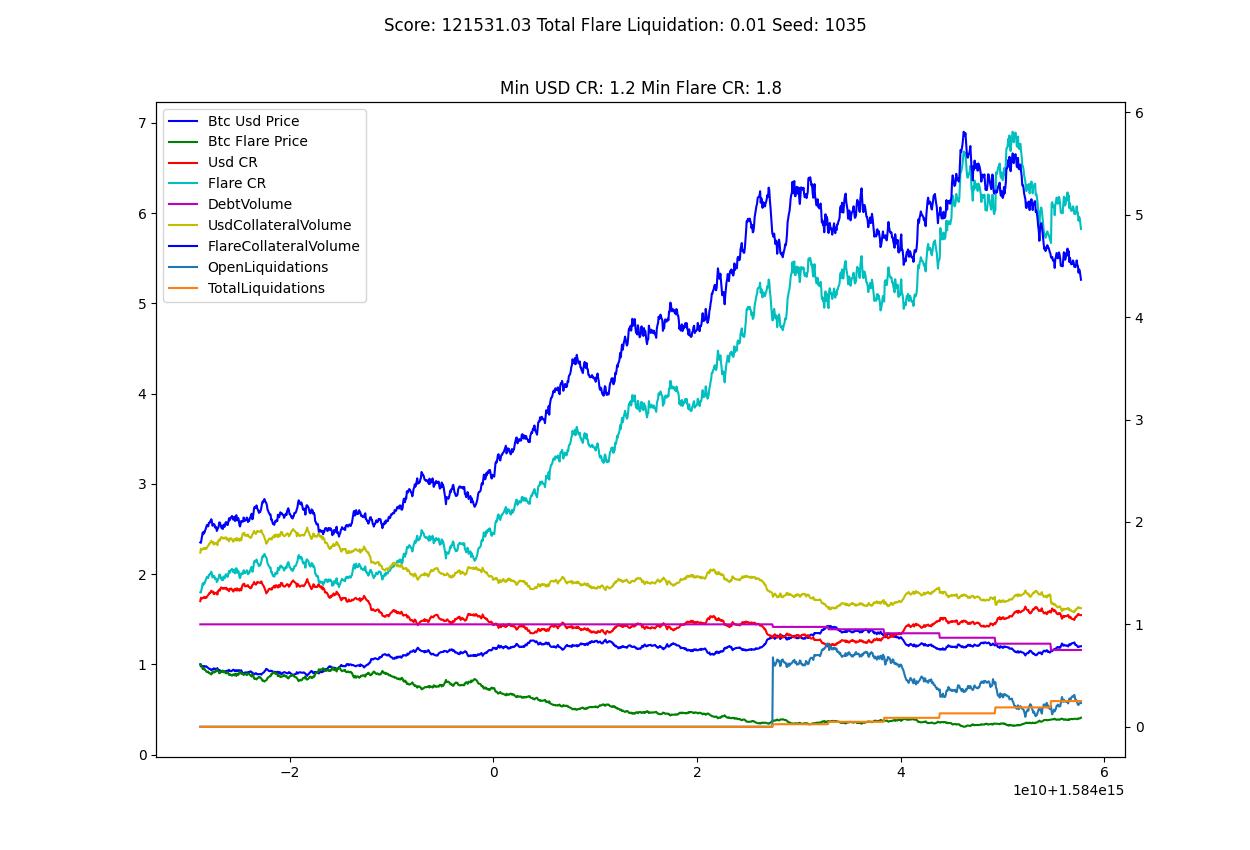 Score: 121531.03 Total Flare Liquidation: 0.01 Seed: 1035
Min USD CR: 1.2 Min Flare CR: 1.8
Btc Usd Price
Btc Flare Price
Usd CR
Flare CR
DebtVolume
UsdCollateralVolume
FlareCollateralVolume
OpenLiquidations
TotalLiquidations
7
6
5
4
3
2
1
0
6
5
4
3
2
1
0
−2
0
2
4
6
1e10+1.584e15